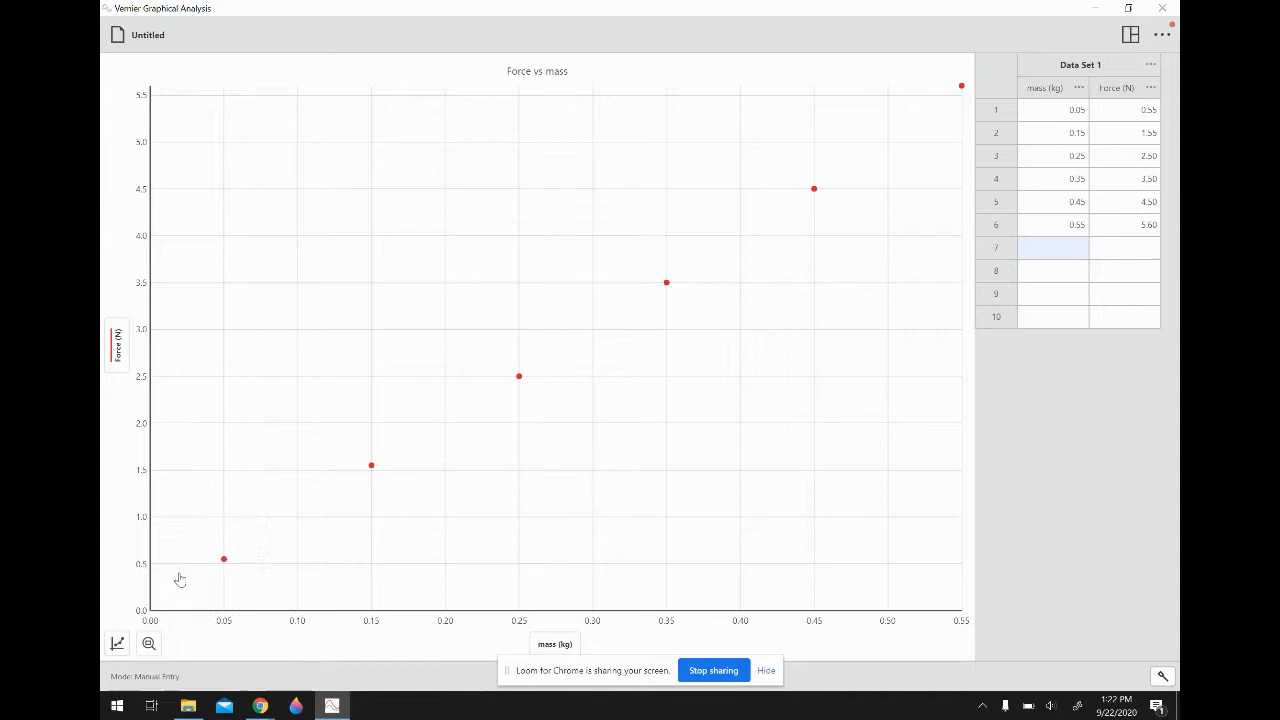 Vernier Graphical Analysis
Untitled
Force vs mass
5.5
5.0
4.5
4.0
3.5
3.0
2.5
2.0
1.5
1.0
0.5
0.0
Force (N)
0.00 0.05 0.10 0.15 0.20 0.25 0.30 0.35 0.40 0.45 0.50 0.55
mass (kg)
Data Set 1
mass (kg) Force (N)
1 0.05 0.55
2 0.15 1.55
3 0.25 2.50
4 0.35 3.50
5 0.45 4.50
6 0.55 5.60
7
8
9
10
Loom for Chrome is sharing your screen. Stop sharing Hide
Mode: Manual Entry
1:22 PM
9/22/2020
1